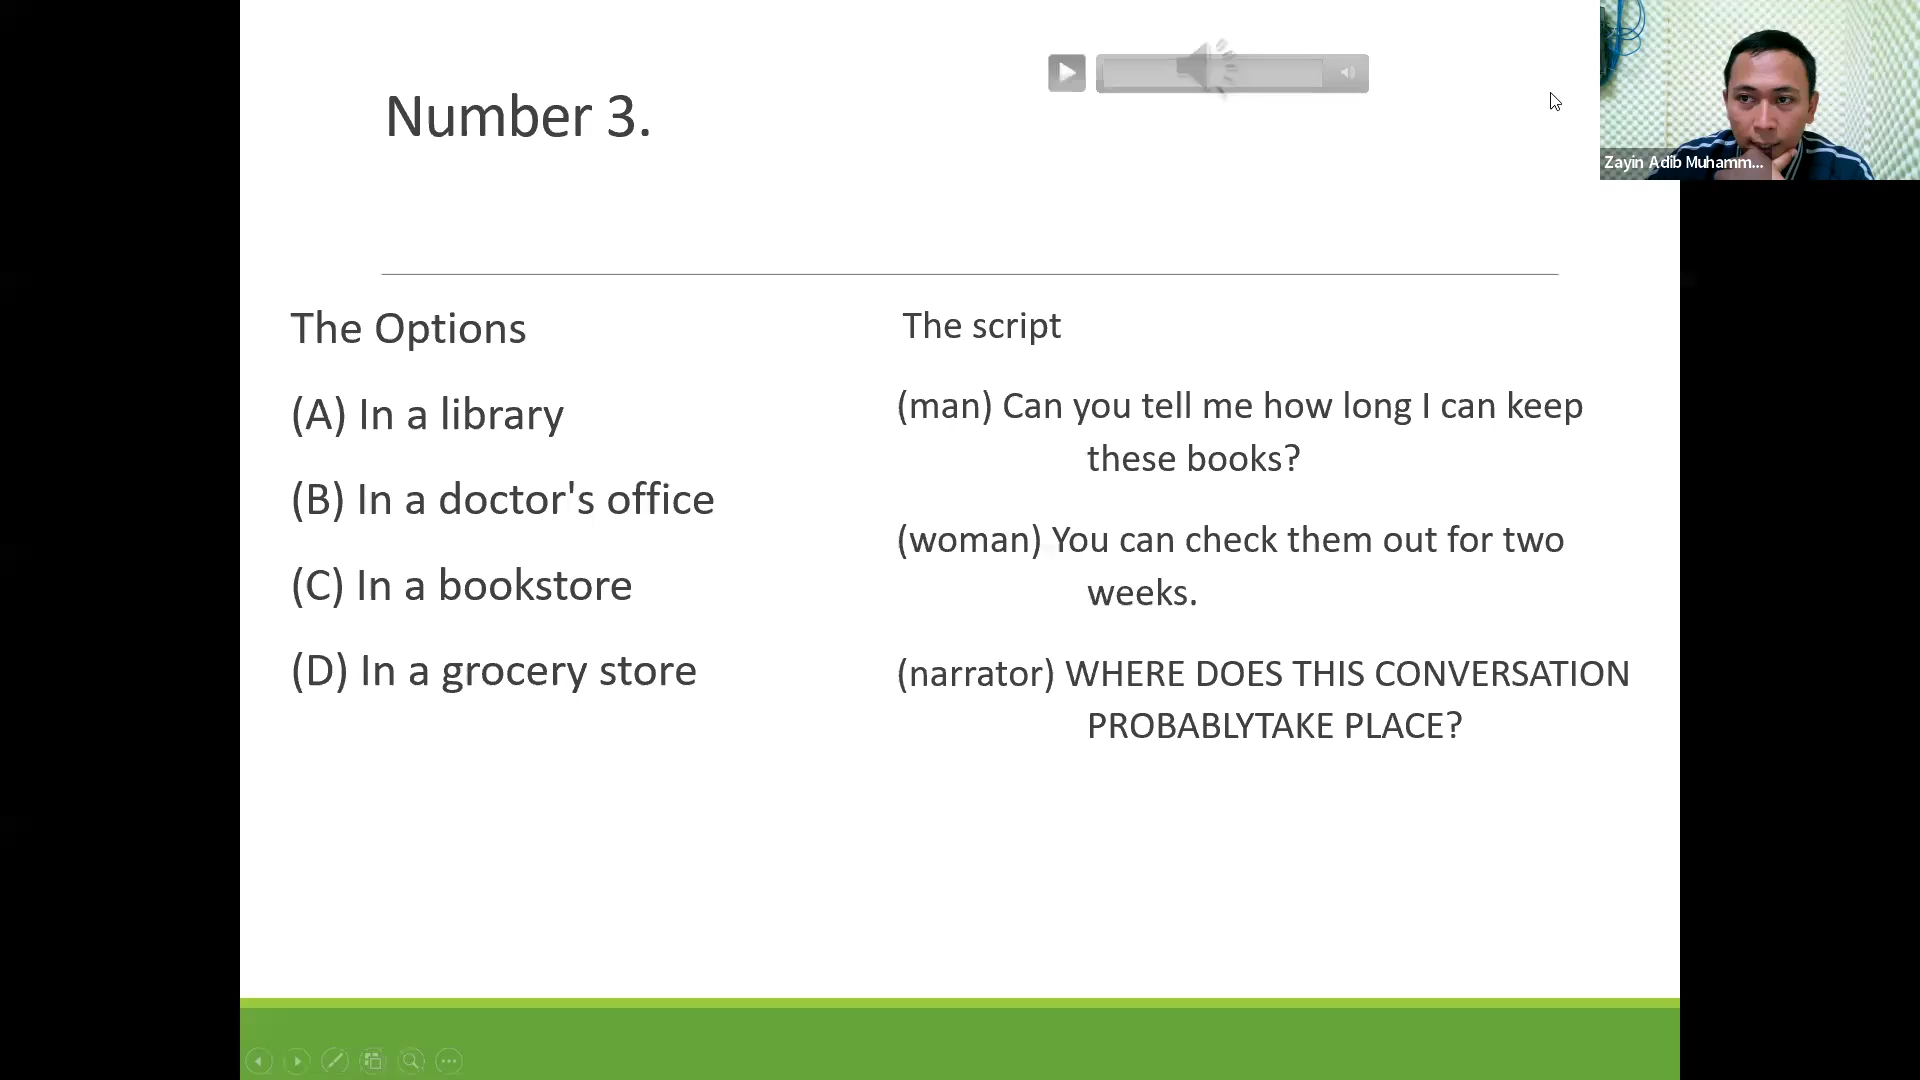 Number 3.
Zayin Adib Muhamm...
The Options
(A) In a library
(B) In a doctor's office
(C) In a bookstore
(D) In a grocery store
The script
(man) Can you tell me how long I can keep
these books?
(woman) You can check them out for two
weeks.
(narrator) WHERE DOES THIS CONVERSATION
PROBABLYTAKE PLACE?